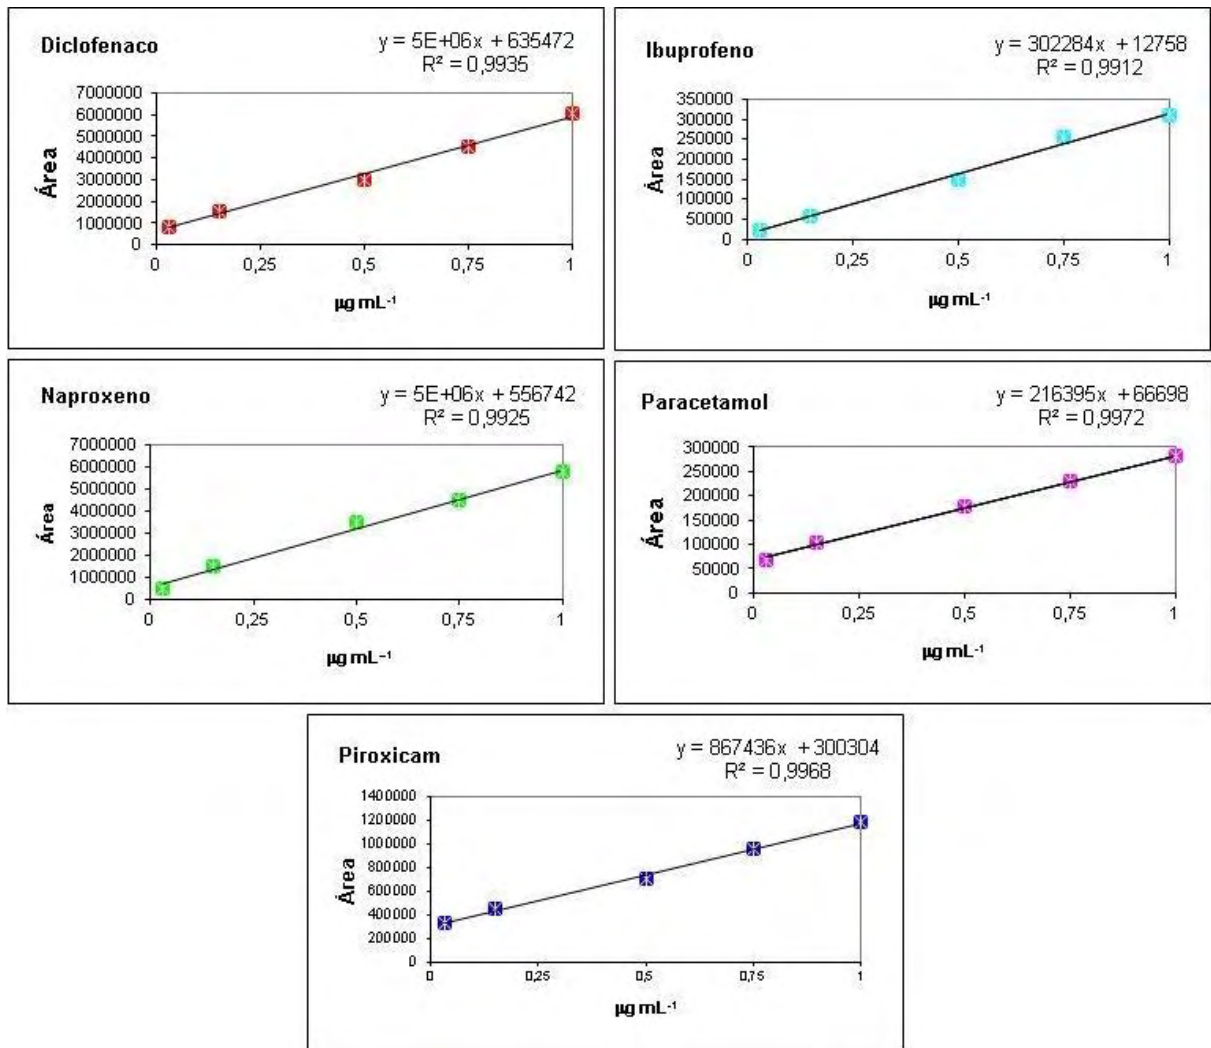 Diclofenaco
y = 5E+06x + 635472
R² = 0,9935
7000000
6000000
5000000
4000000
3000000
2000000
1000000
0
Área
0 0,25 0,5 0,75 1
µg mL⁻¹
Ibuprofeno
y = 302284x + 12758
R² = 0,9912
350000
300000
250000
200000
150000
100000
50000
0
Área
0 0,25 0,5 0,75 1
µg mL⁻¹
Naproxeno
y = 5E+06x + 556742
R² = 0,9925
7000000
6000000
5000000
4000000
3000000
2000000
1000000
0
Área
0 0,25 0,5 0,75 1
µg mL⁻¹
Paracetamol
y = 216395x + 66698
R² = 0,9972
300000
250000
200000
150000
100000
50000
0
Área
0 0,25 0,5 0,75 1
µg mL⁻¹
Piroxicam
y = 867436x + 300304
R² = 0,9968
1400000
1200000
1000000
800000
600000
400000
200000
0
Área
0 0,25 0,5 0,75 1
µg mL⁻¹